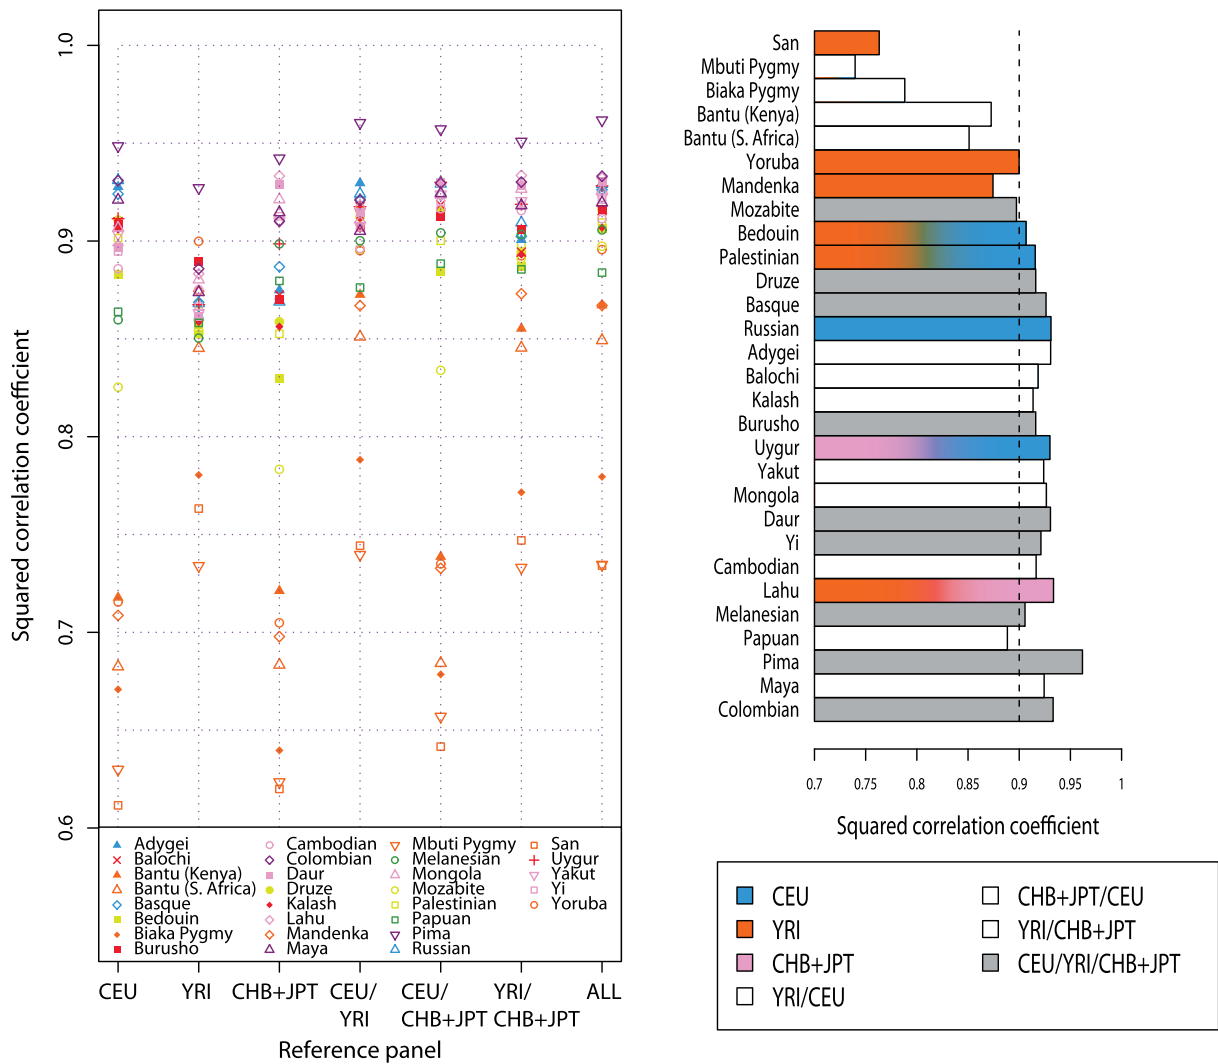 1.0
0.9
0.8
0.7
0.6
Squared correlation coefficient
Adygei
Balochi
Bantu (Kenya)
Bantu (S. Africa)
Basque
Bedouin
Biaka Pygmy
Burusho
Cambodian
Colombian
Daur
Druze
Kalash
Lahu
Mandenka
Maya
Mbuti Pygmy
Melanesian
Mongola
Mozabite
Palestinian
Papuan
Pima
Russian
San
Uygur
Yakut
Yi
Yoruba
CEU
YRI
CHB+JPT
CEU/
YRI
CEU/
CHB+JPT
YRI/
CHB+JPT
ALL
Reference panel
San
Mbuti Pygmy
Biaka Pygmy
Bantu (Kenya)
Bantu (S. Africa)
Yoruba
Mandenka
Mozabite
Bedouin
Palestinian
Druze
Basque
Russian
Adygei
Balochi
Kalash
Burusho
Uygur
Yakut
Mongola
Daur
Yi
Cambodian
Lahu
Melanesian
Papuan
Pima
Maya
Colombian
0.7 0.75 0.8 0.85 0.9 0.95 1
Squared correlation coefficient
CEU
YRI
CHB+JPT
YRI/CEU
CHB+JPT/CEU
YRI/CHB+JPT
CEU/YRI/CHB+JPT